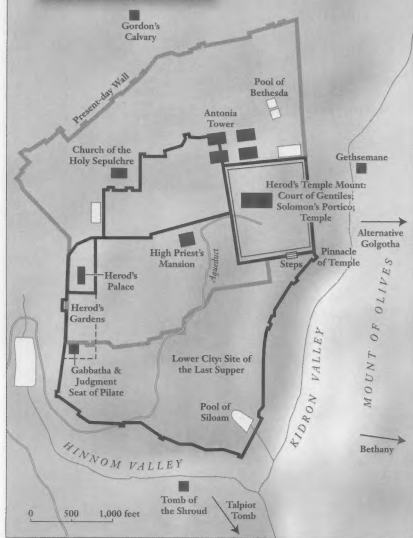 Gordon's
Calvary
Present-day Wall
Pool of
Bethesda
Antonia
Tower
Church of the
Holy Sepulchre
Gethsemane
Herod's Temple Mount:
Court of Gentiles;
Solomon's Portico;
Temple
Alternative
Golgotha
High Priest's
Mansion
Aqueduct
Steps
Pinnacle
of Temple
Herod's
Palace
Herod's
Gardens
MOUNT OF OLIVES
Gabbatha &
Judgment
Seat of Pilate
Lower City: Site of
the Last Supper
KIDRON VALLEY
Pool of
Siloam
Bethany
HINNOM VALLEY
Tomb of
the Shroud
Talpiot
Tomb
0 500 1,000 feet